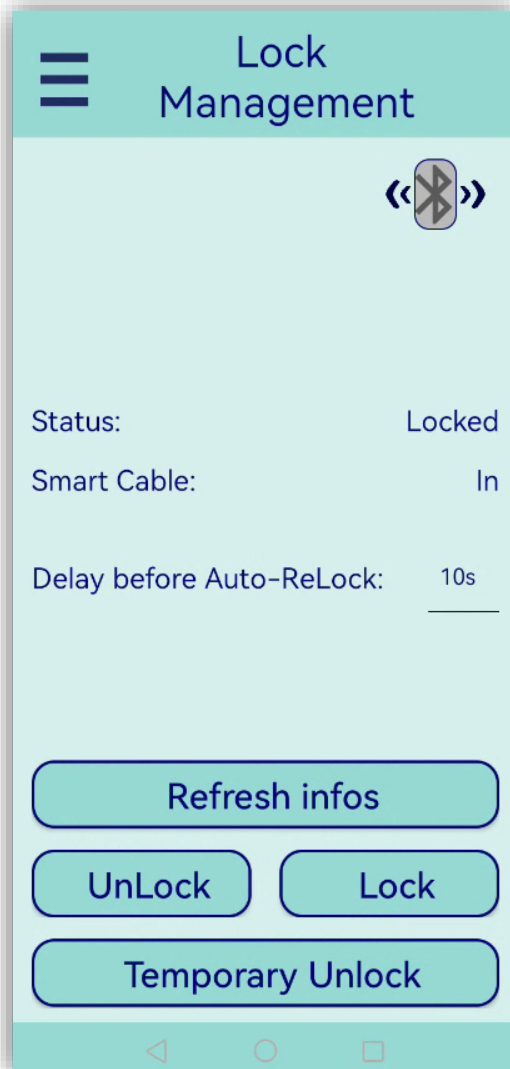 Lock
Management
Status: Locked
Smart Cable: In
Delay before Auto-ReLock: 10s
Refresh infos
UnLock Lock
Temporary Unlock